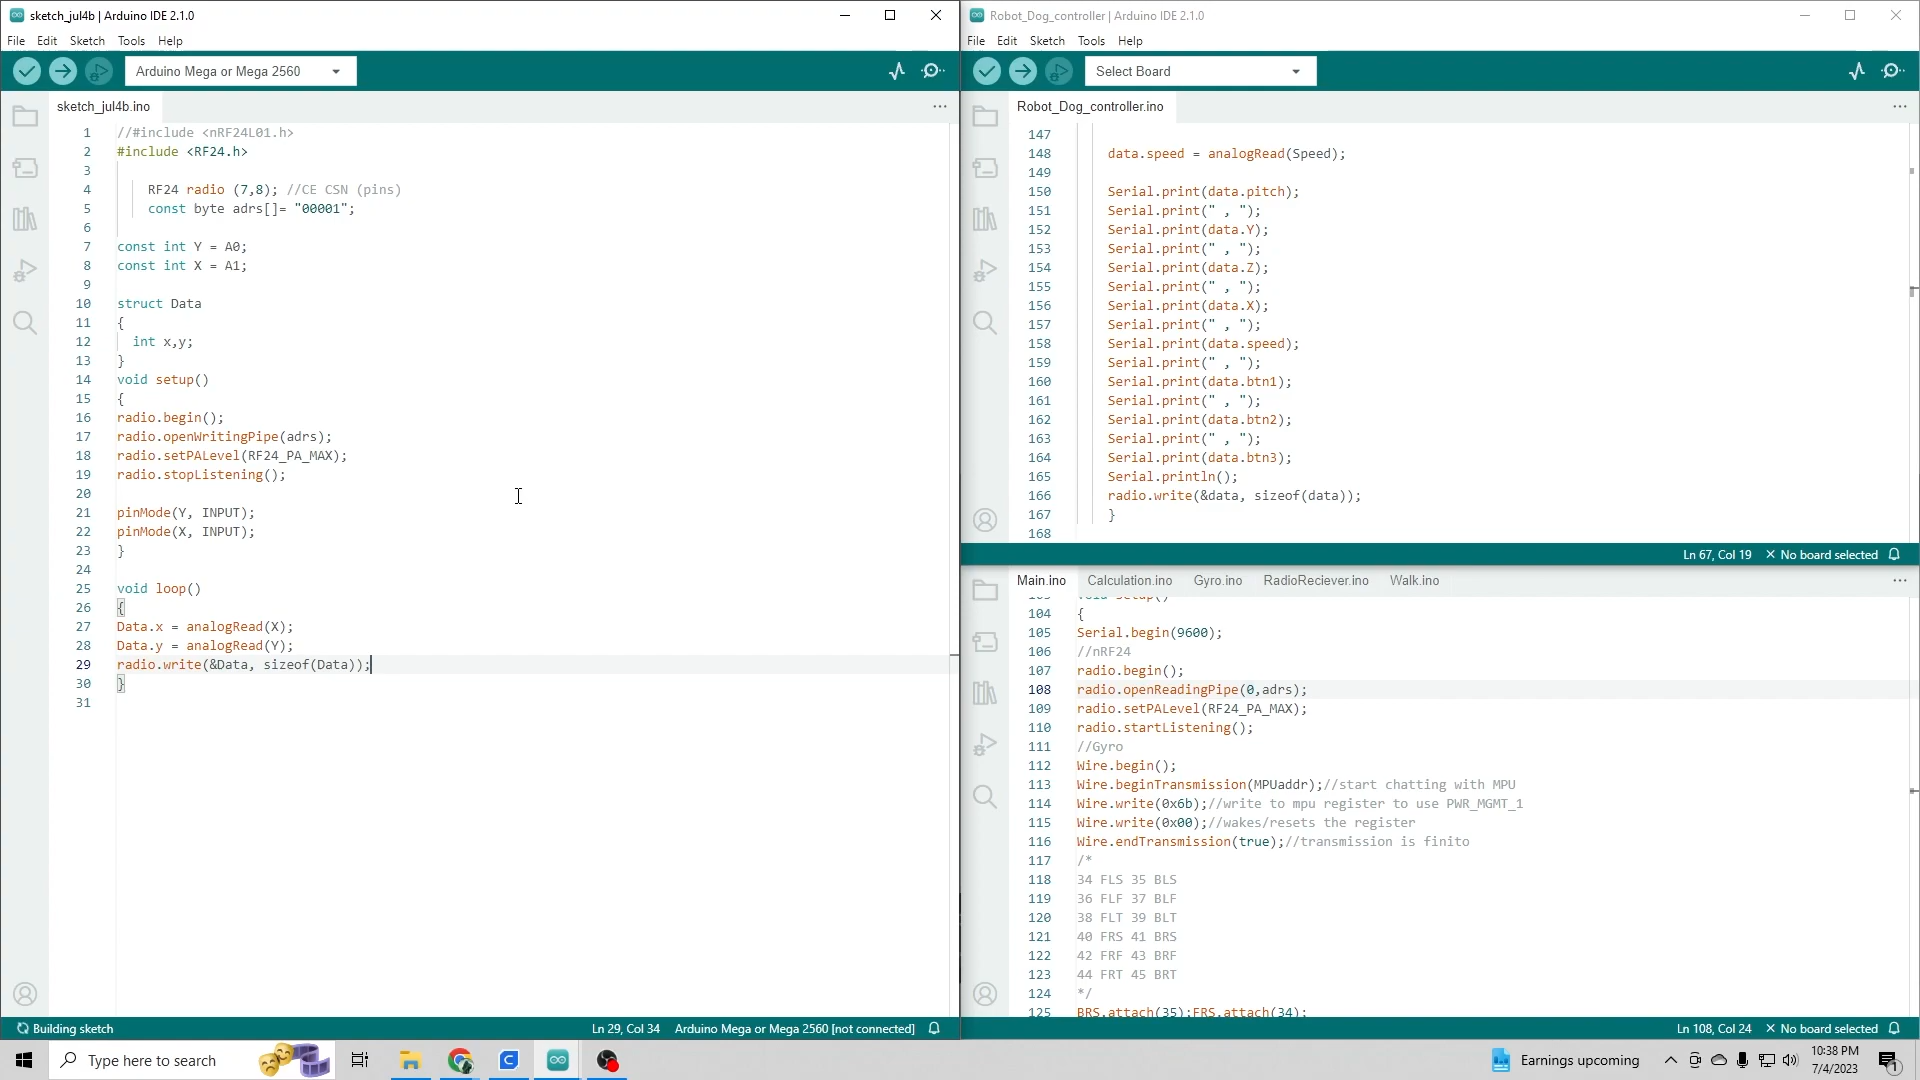 sketch_jul4b | Arduino IDE 2.1.0
File Edit Sketch Tools Help
Arduino Mega or Mega 2560
sketch_jul4b.ino
1 //#include <nRF24L01.h>
2 #include <RF24.h>
3
4 RF24 radio (7,8); //CE CSN (pins)
5 const byte adrs[]= "00001";
6
7 const int Y = A0;
8 const int X = A1;
9
10 struct Data
11 {
12 int x,y;
13 }
14 void setup()
15 {
16 radio.begin();
17 radio.openWritingPipe(adrs);
18 radio.setPALevel(RF24_PA_MAX);
19 radio.stopListening();
20
21 pinMode(Y, INPUT);
22 pinMode(X, INPUT);
23 }
24
25 void loop()
26 {
27 Data.x = analogRead(X);
28 Data.y = analogRead(Y);
29 radio.write(&Data, sizeof(Data));
30 }
31
Building sketch
Ln 29, Col 34 Arduino Mega or Mega 2560 [not connected]
Robot_Dog_controller | Arduino IDE 2.1.0
File Edit Sketch Tools Help
Select Board
Robot_Dog_controller.ino
147
148 data.speed = analogRead(Speed);
149
150 Serial.print(data.pitch);
151 Serial.print(" , ");
152 Serial.print(data.Y);
153 Serial.print(" , ");
154 Serial.print(data.Z);
155 Serial.print(" , ");
156 Serial.print(data.X);
157 Serial.print(" , ");
158 Serial.print(data.speed);
159 Serial.print(" , ");
160 Serial.print(data.btn1);
161 Serial.print(" , ");
162 Serial.print(data.btn2);
163 Serial.print(" , ");
164 Serial.print(data.btn3);
165 Serial.println();
166 radio.write(&data, sizeof(data));
167 }
168
Ln 67, Col 19 No board selected
Main.ino Calculation.ino Gyro.ino RadioReciever.ino Walk.ino
103 void setup()
104 {
105 Serial.begin(9600);
106 //nRF24
107 radio.begin();
108 radio.openReadingPipe(0,adrs);
109 radio.setPALevel(RF24_PA_MAX);
110 radio.startListening();
111 //Gyro
112 Wire.begin();
113 Wire.beginTransmission(MPUaddr);//start chatting with MPU
114 Wire.write(0x6b);//write to mpu register to use PWR_MGMT_1
115 Wire.write(0x00);//wakes/resets the register
116 Wire.endTransmission(true);//transmission is finito
117 /*
118 34 FLS 35 BLS
119 36 FLF 37 BLF
120 38 FLT 39 BLT
121 40 FRS 41 BRS
122 42 FRF 43 BRF
123 44 FRT 45 BRT
124 */
125 BRS.attach(35);FRS.attach(34);
Ln 108, Col 24 No board selected
Type here to search
Earnings upcoming
10:38 PM
7/4/2023
1